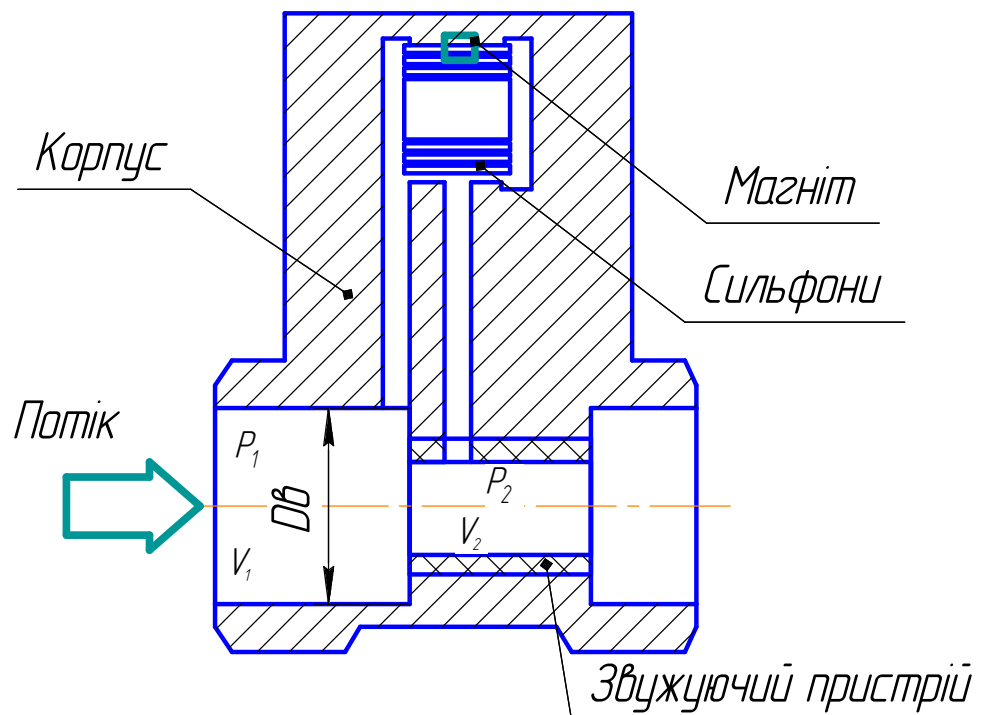 Корпус
Магніт
Сильфони
Потік
P₁
Dв
P₂
V₂
V₁
Звужуючий пристрій